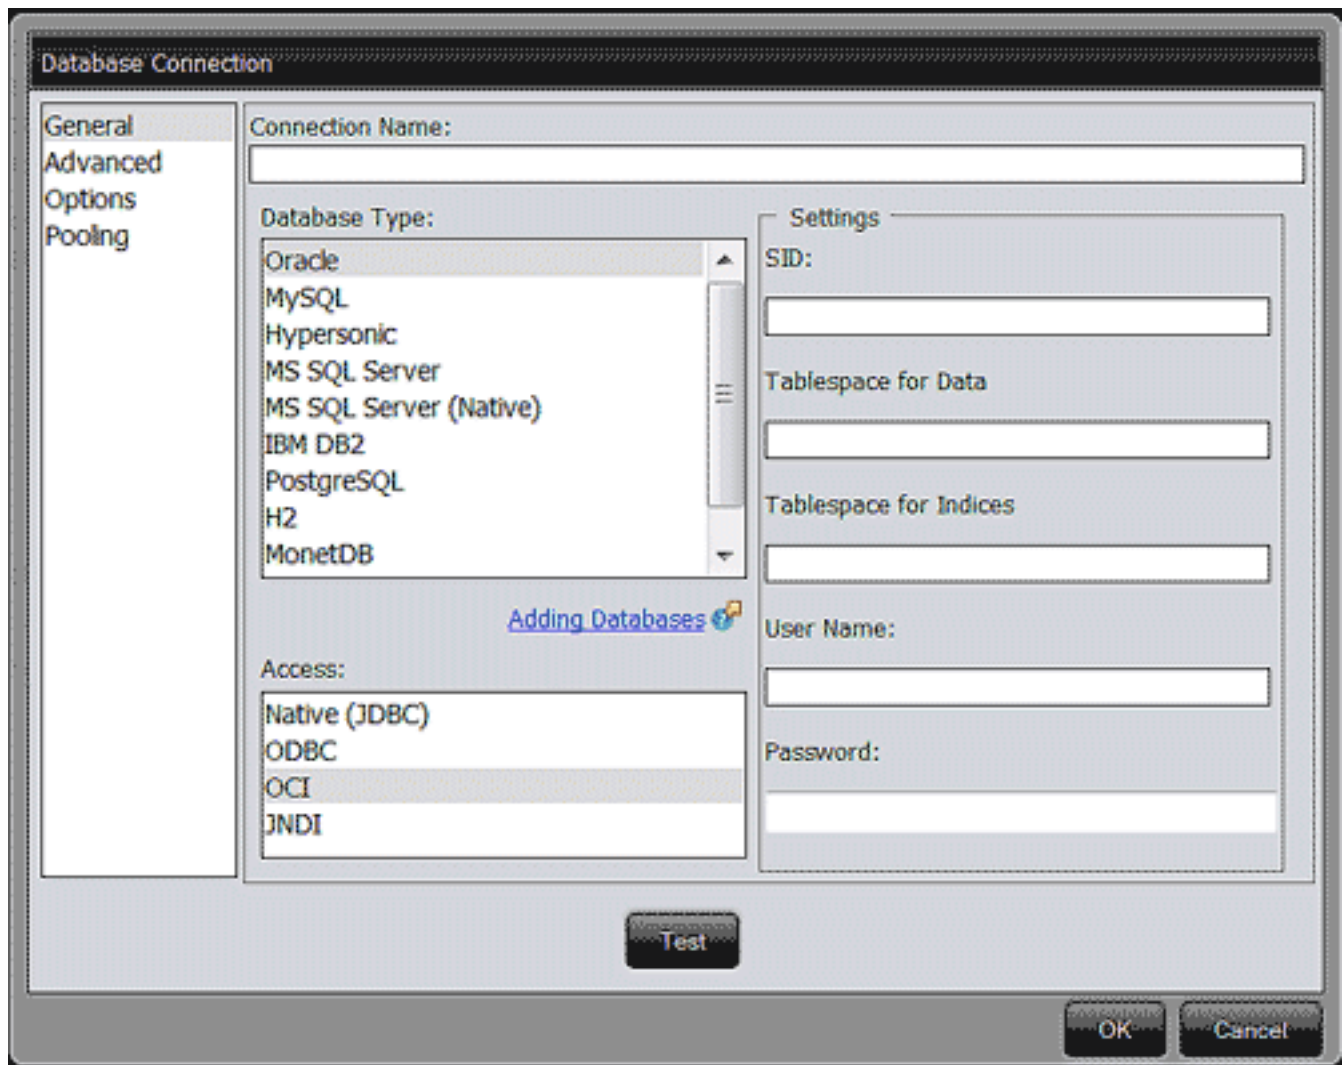 Database Connection
General
Advanced
Options
Pooling
Connection Name:
Database Type:
Oracle
MySQL
Hypersonic
MS SQL Server
MS SQL Server (Native)
IBM DB2
PostgreSQL
H2
MonetDB
Adding Databases
Access:
Native (JDBC)
ODBC
OCI
JNDI
Settings
SID:
Tablespace for Data
Tablespace for Indices
User Name:
Password:
Test
OK
Cancel